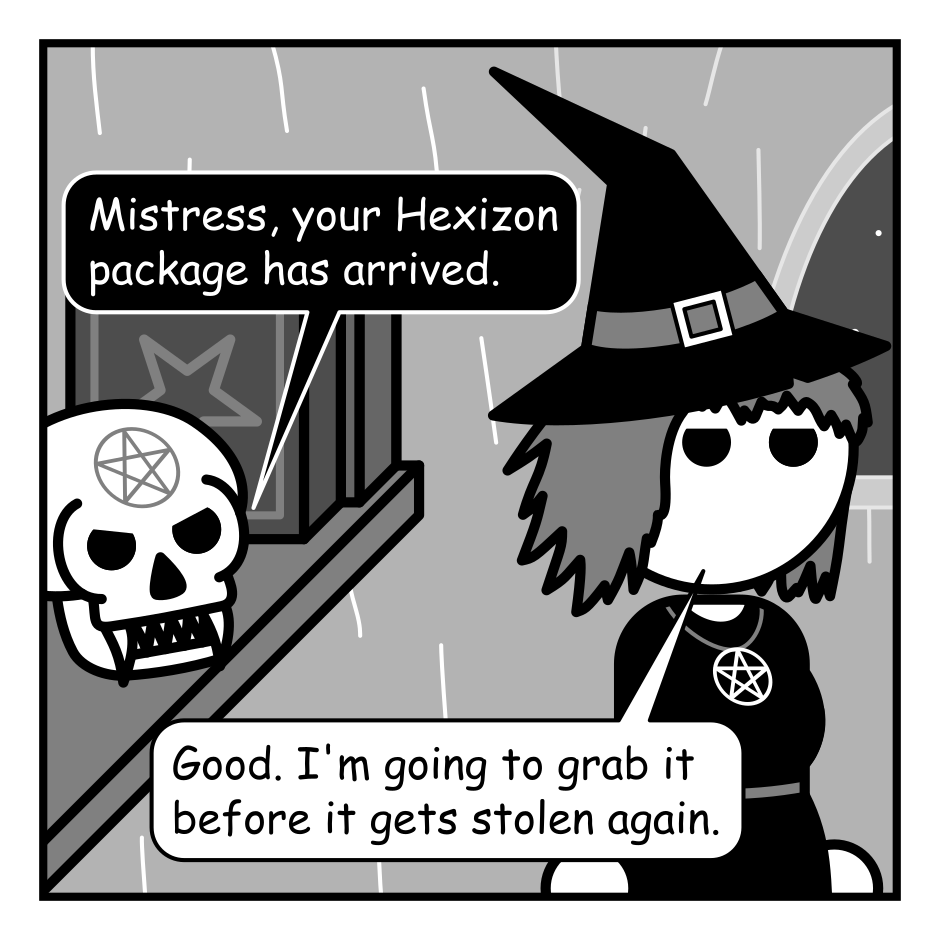 Mistress, your Hexizon
package has arrived.
Good. I'm going to grab it
before it gets stolen again.